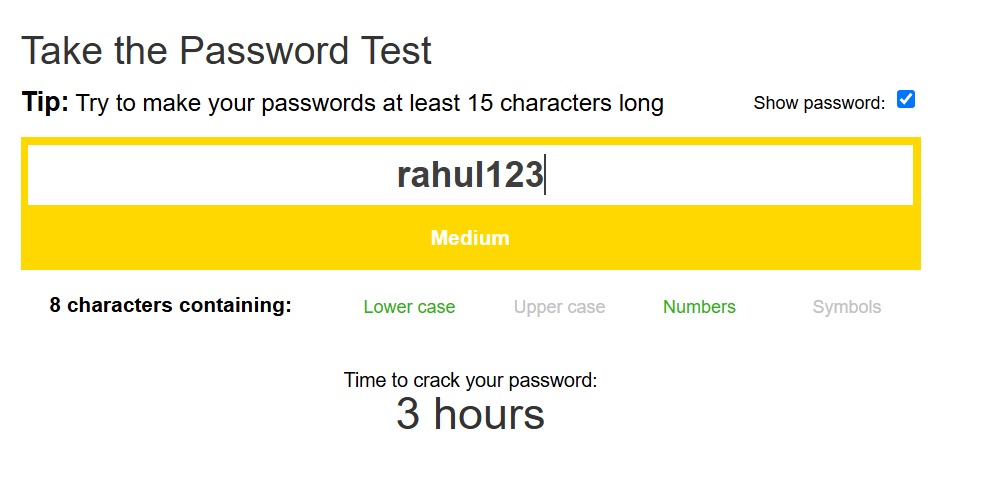 Take the Password Test
Tip: Try to make your passwords at least 15 characters long
Show password:
rahul123
Medium
8 characters containing:
Lower case
Upper case
Numbers
Symbols
Time to crack your password:
3 hours